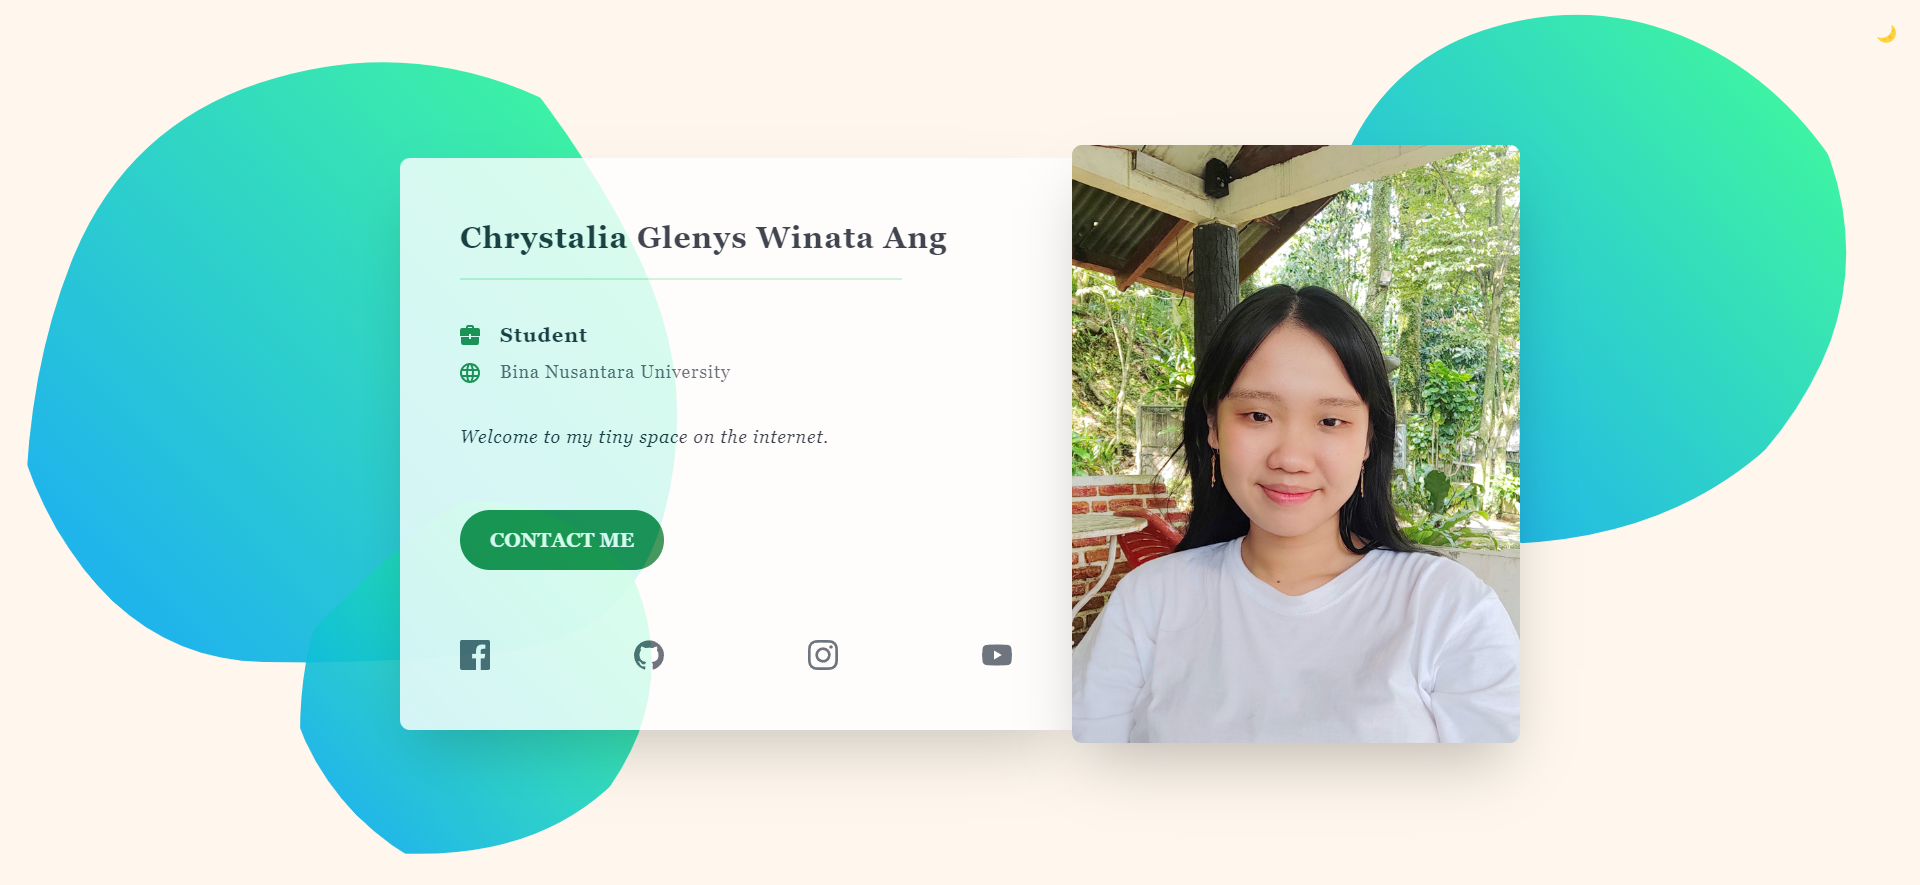 Chrystalia Glenys Winata Ang
Student
Bina Nusantara University
Welcome to my tiny space on the internet.
CONTACT ME